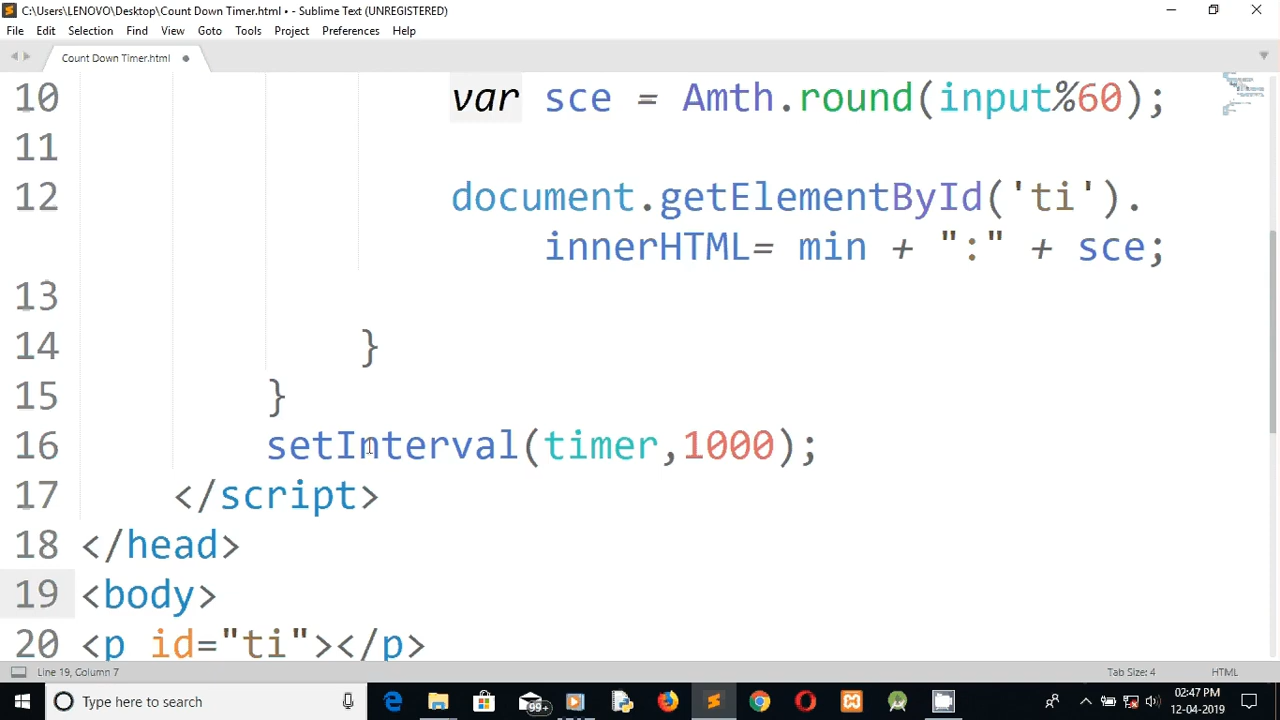 C:\Users\LENOVO\Desktop\Count Down Timer.html • - Sublime Text (UNREGISTERED)
File Edit Selection Find View Goto Tools Project Preferences Help
Count Down Timer.html
10 var sce = Amth.round(input%60);
11
12 document.getElementById('ti').
innerHTML= min + ":" + sce;
13
14 }
15 }
16 setInterval(timer,1000);
17 </script>
18 </head>
19 <body>
20 <p id="ti"></p>
Line 19, Column 7 Tab Size: 4 HTML
Type here to search 99+ 02:47 PM
12-04-2019